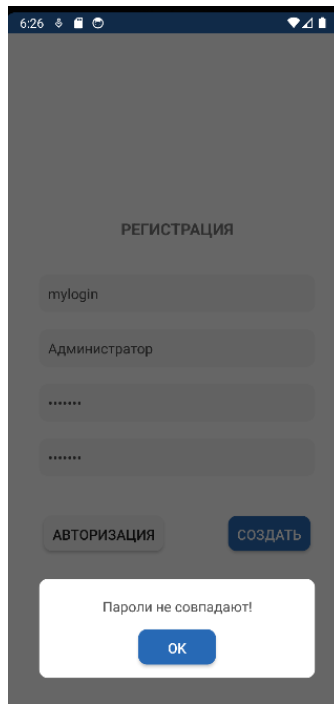 6:26
РЕГИСТРАЦИЯ
mylogin
Администратор
•••••••
•••••••
АВТОРИЗАЦИЯ
СОЗДАТЬ
Пароли не совпадают!
OK